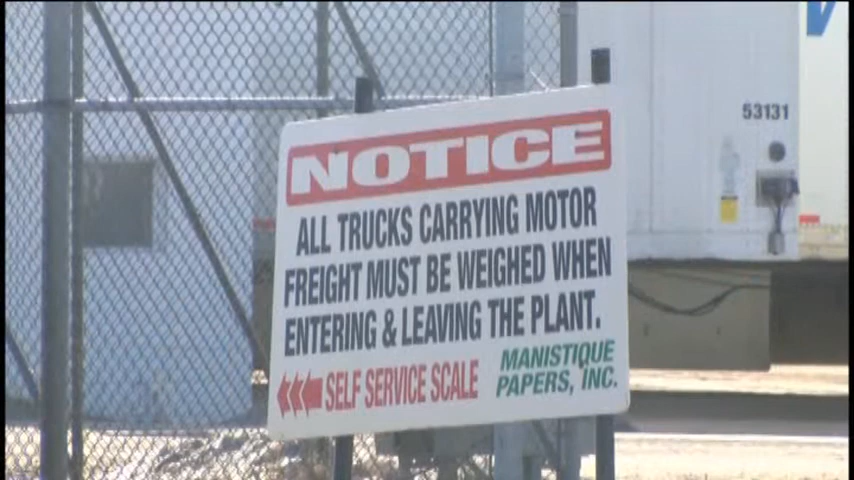 53131
NOTICE
ALL TRUCKS CARRYING MOTOR
FREIGHT MUST BE WEIGHED WHEN
ENTERING & LEAVING THE PLANT.
SELF SERVICE SCALE
MANISTIQUE
PAPERS, INC.